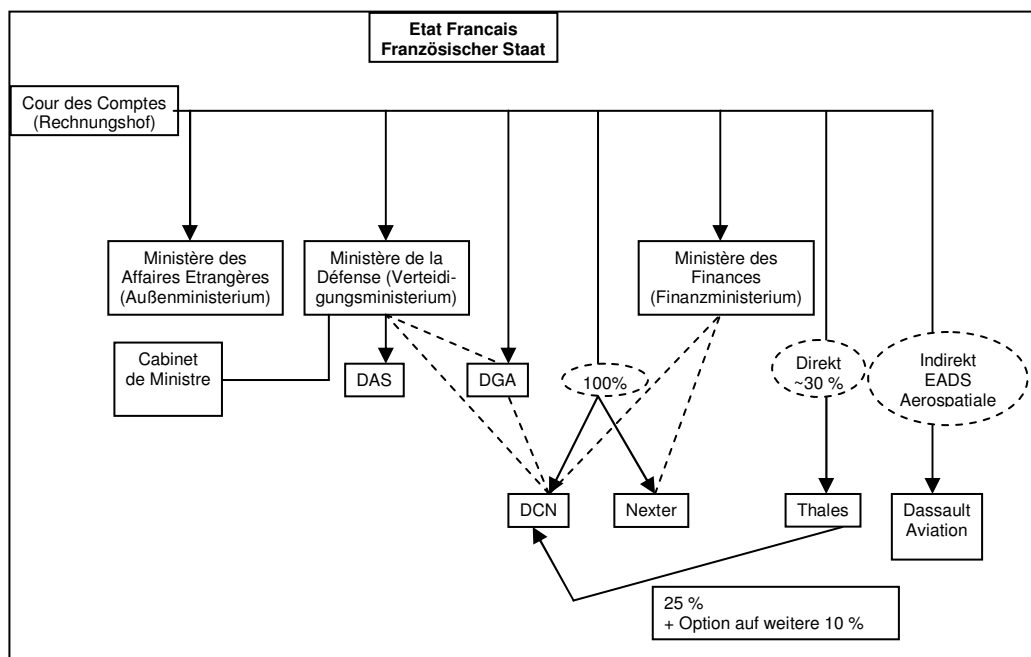 Etat Francais
Französischer Staat
Cour des Comptes
(Rechnungshof)
Ministère des
Affaires Etrangères
(Außenministerium)
Ministère de la
Défense (Verteidi-
gungsministerium)
Ministère des
Finances
(Finanzministerium)
Cabinet
de Ministre
DAS
DGA
100%
Direkt
~30 %
Indirekt
EADS
Aerospatiale
DCN
Nexter
Thales
Dassault
Aviation
25 %
+ Option auf weitere 10 %